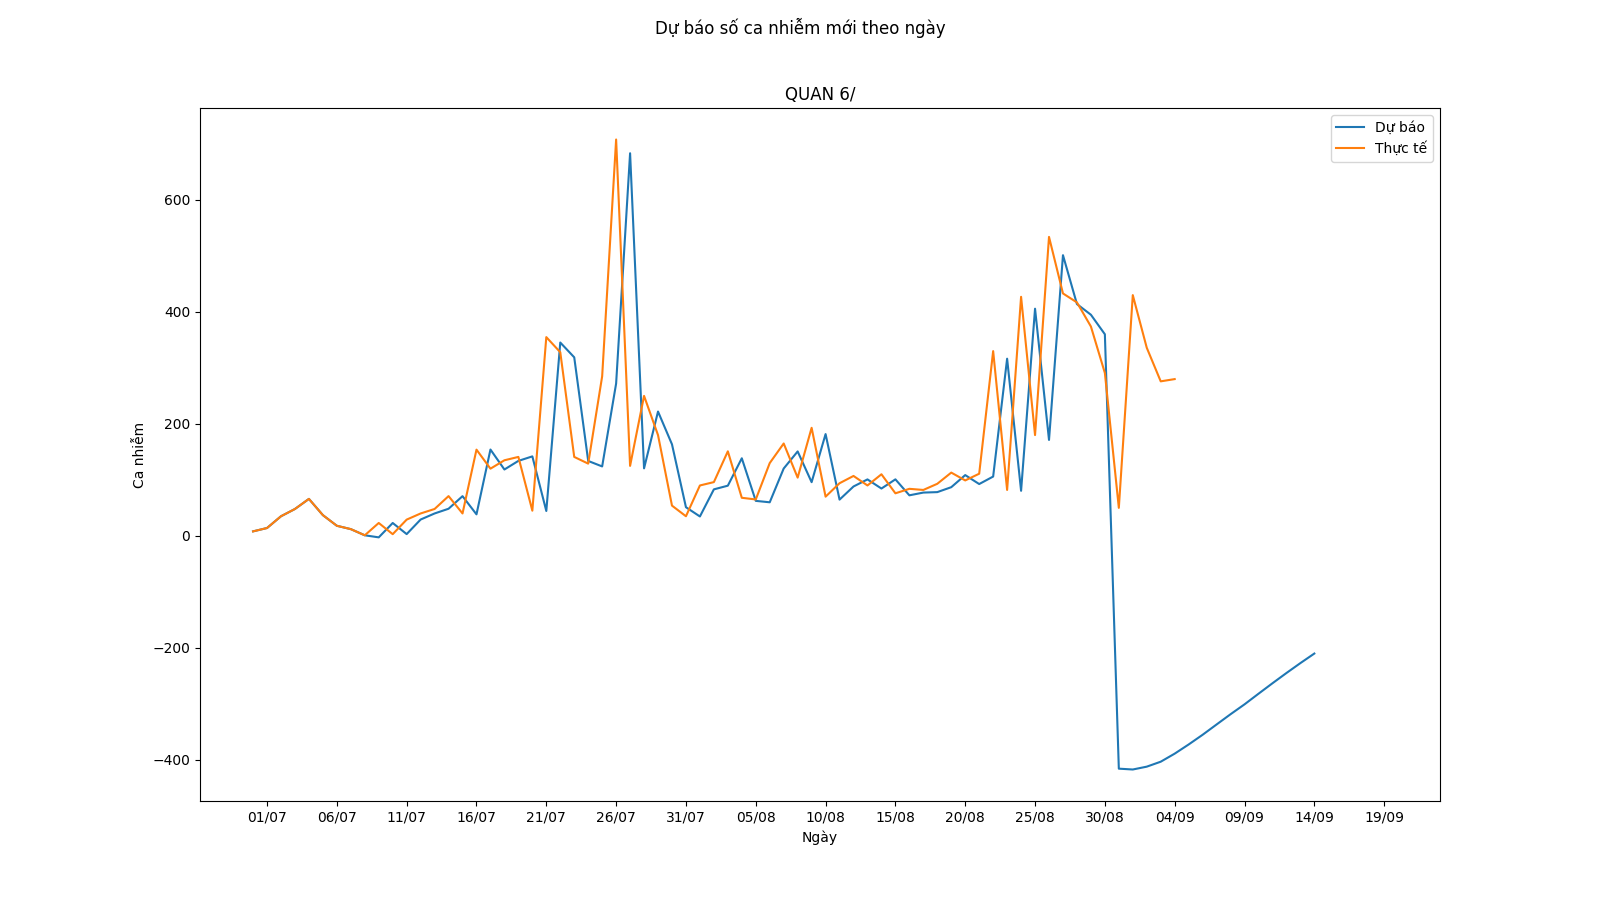 Dự báo số ca nhiễm mới theo ngày
QUAN 6/
Dự báo
Thực tế
600
400
200
0
−200
−400
Ca nhiễm
01/07 06/07 11/07 16/07 21/07 26/07 31/07 05/08 10/08 15/08 20/08 25/08 30/08 04/09 09/09 14/09 19/09
Ngày